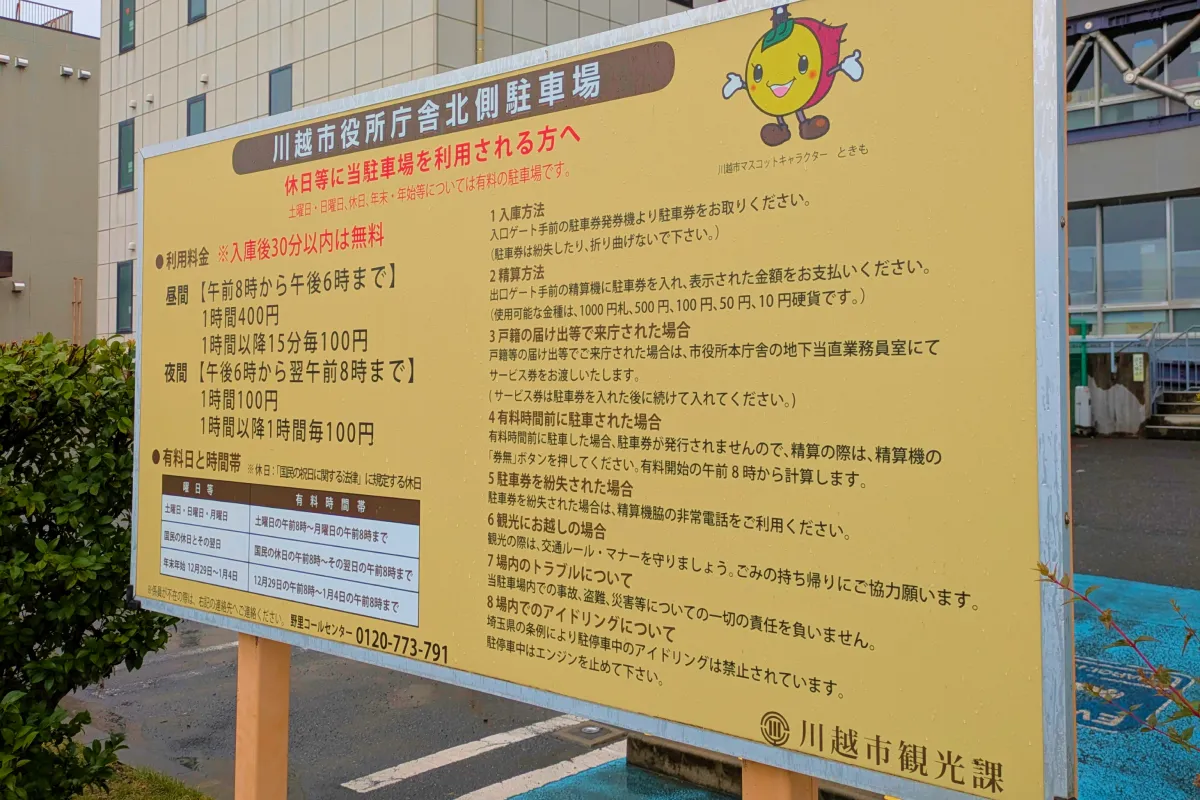 川越市役所庁舎北側駐車場
休日等に当駐車場を利用される方へ
土曜日・日曜日、休日、年末・年始等については有料の駐車場です。
川越市マスコットキャラクター ときも
●利用料金 ※入庫後30分以内は無料
昼間【午前8時から午後6時まで】
1時間400円
1時間以降15分毎100円
夜間【午後6時から翌午前8時まで】
1時間100円
1時間以降1時間毎100円
●有料日と時間帯 ※休日:「国民の祝日に関する法律」に規定する休日
曜日等 有料時間帯
土曜日・日曜日・月曜日 土曜日の午前8時～月曜日の午前8時まで
国民の休日とその翌日 国民の休日の午前8時～その翌日の午前8時まで
年末年始 12月29日～1月4日 12月29日の午前8時～1月4日の午前8時まで
※係員が不在の際は、右記の連絡先へご連絡ください。 野里コールセンター 0120-773-791
1 入庫方法
入口ゲート手前の駐車券発券機より駐車券をお取りください。
(駐車券は紛失したり、折り曲げないで下さい。)
2 精算方法
出口ゲート手前の精算機に駐車券を入れ、表示された金額をお支払いください。
(使用可能な金種は、1000円札、500円、100円、50円、10円硬貨です。)
3 戸籍の届け出等で来庁された場合
戸籍等の届け出等でご来庁された場合は、市役所本庁舎の地下当直業務員室にて
サービス券をお渡しいたします。
(サービス券は駐車券を入れた後に続けて入れてください。)
4 有料時間前に駐車された場合
有料時間前に駐車した場合、駐車券が発行されませんので、精算の際は、精算機の
「券無」ボタンを押してください。有料開始の午前8時から計算します。
5 駐車券を紛失された場合
駐車券を紛失された場合は、精算機脇の非常電話をご利用ください。
6 観光にお越しの場合
観光の際は、交通ルール・マナーを守りましょう。ごみの持ち帰りにご協力願います。
7 場内のトラブルについて
当駐車場内での事故、盗難、災害等についての一切の責任を負いません。
8 場内でのアイドリングについて
埼玉県の条例により駐停車中のアイドリングは禁止されています。
駐停車中はエンジンを止めて下さい。
川越市観光課
EV